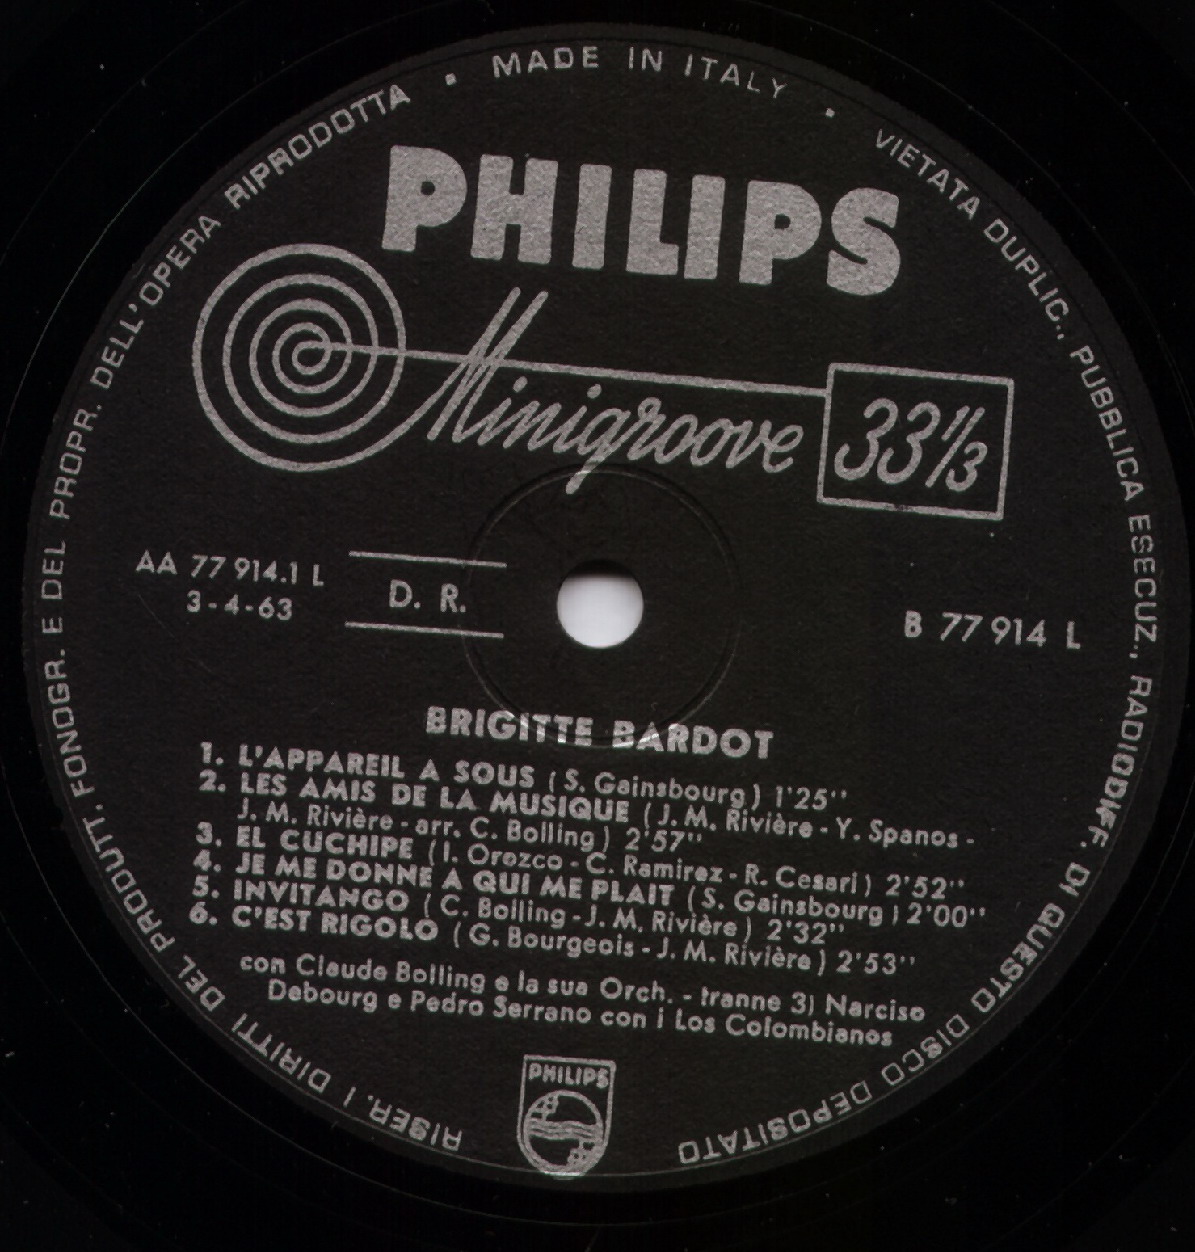 RISER. I DIRITTI DEL PRODUTT. FONOGR. E DEL PROPR. DELL'OPERA RIPRODOTTA • MADE IN ITALY • VIETATA DUPLIC., PUBBLICA ESECUZ., RADIODIFF. DI QUESTO DISCO DEPOSITATO
PHILIPS
Minigroove 33 1/3
AA 77 914.1 L
3-4-63
D. R.
B 77 914 L
BRIGITTE BARDOT
1. L'APPAREIL A SOUS (S. Gainsbourg) 1'25''
2. LES AMIS DE LA MUSIQUE (J. M. Rivière - Y. Spanos -
J. M. Rivière - arr. C. Bolling) 2'57''
3. EL CUCHIPE (I. Orozco - C. Ramirez - R. Cesari) 2'52''
4. JE ME DONNE A QUI ME PLAIT (S. Gainsbourg) 2'00''
5. INVITANGO (C. Bolling - J. M. Rivière) 2'32''
6. C'EST RIGOLO (G. Bourgeois - J. M. Rivière) 2'53''
con Claude Bolling e la sua Orch. - tranne 3) Narciso
Debourg e Pedro Serrano con i Los Colombianos
PHILIPS